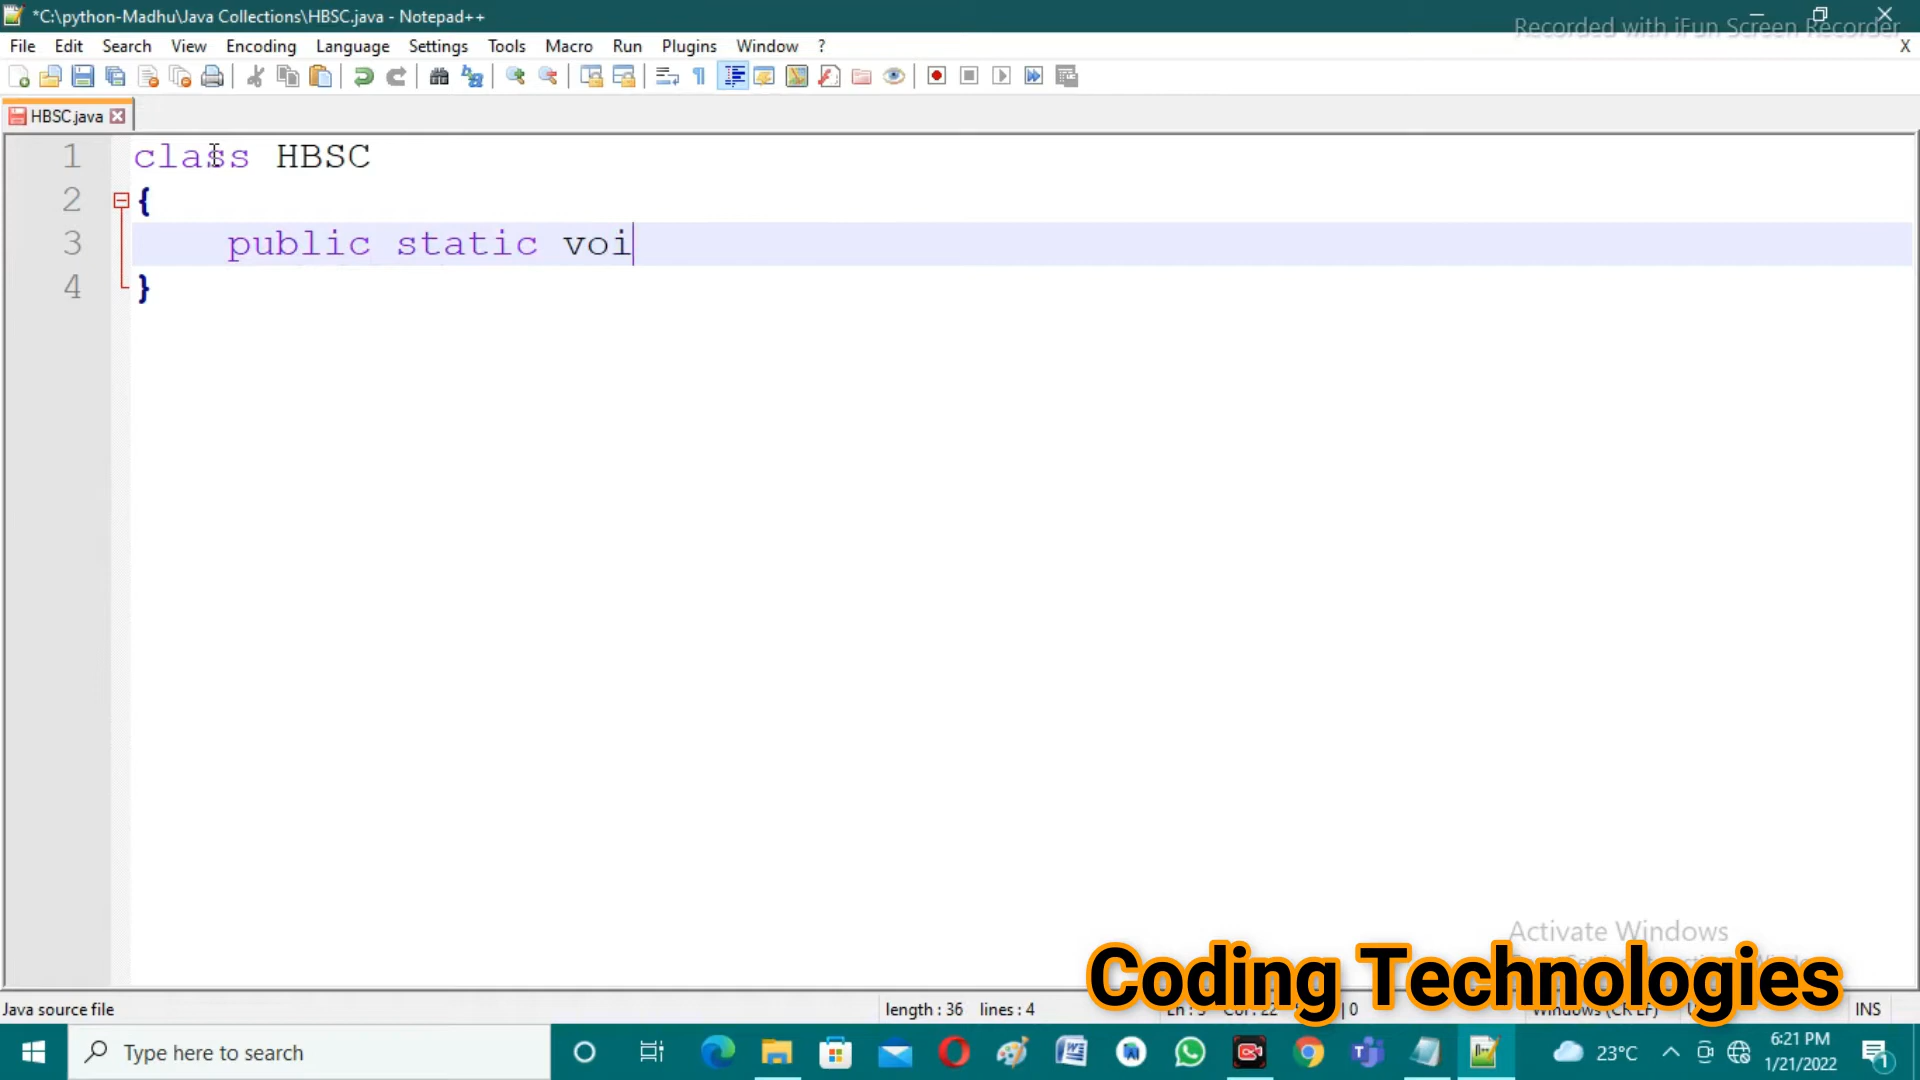 *C:\python-Madhu\Java Collections\HBSC.java - Notepad++
Recorded with iFun Screen Recorder
File Edit Search View Encoding Language Settings Tools Macro Run Plugins Window ? X
HBSC.java
1 class HBSC
2 {
3 public static voi
4 }
Activate Windows
Coding Technologies
Java source file length : 36 lines : 4 INS
Type here to search 23°C 6:21 PM
1/21/2022 1